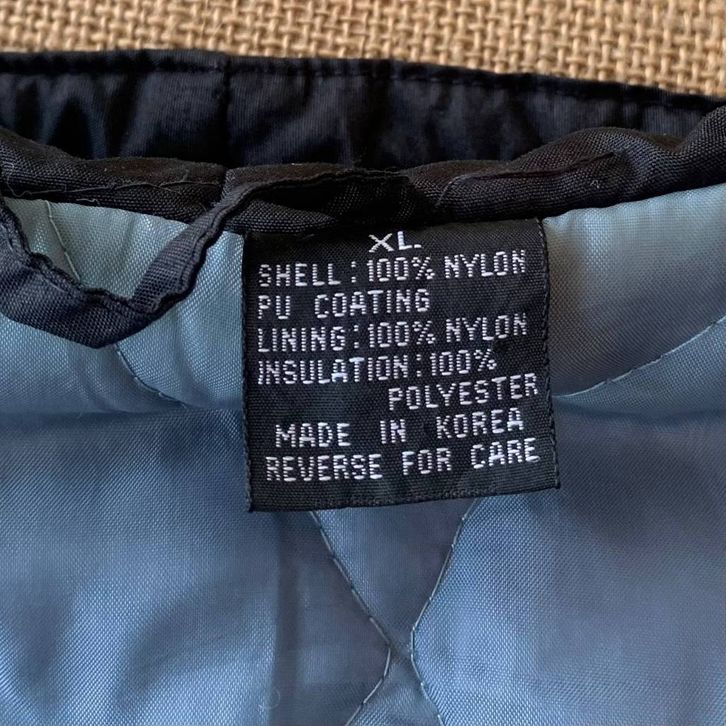 XL.
SHELL: 100% NYLON
PU COATING
LINING: 100% NYLON
INSULATION: 100%
POLYESTER
MADE IN KOREA
REVERSE FOR CARE